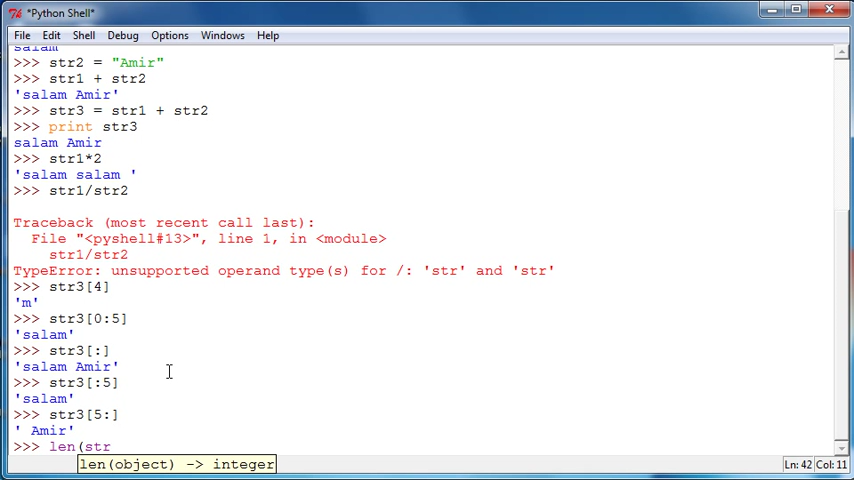 *Python Shell*
File Edit Shell Debug Options Windows Help
salam
>>> str2 = "Amir"
>>> str1 + str2
'salam Amir'
>>> str3 = str1 + str2
>>> print str3
salam Amir
>>> str1*2
'salam salam '
>>> str1/str2
Traceback (most recent call last):
  File "<pyshell#13>", line 1, in <module>
    str1/str2
TypeError: unsupported operand type(s) for /: 'str' and 'str'
>>> str3[4]
'm'
>>> str3[0:5]
'salam'
>>> str3[:]
'salam Amir'
>>> str3[:5]
'salam'
>>> str3[5:]
' Amir'
>>> len(str
len(object) -> integer
Ln: 42 Col: 11